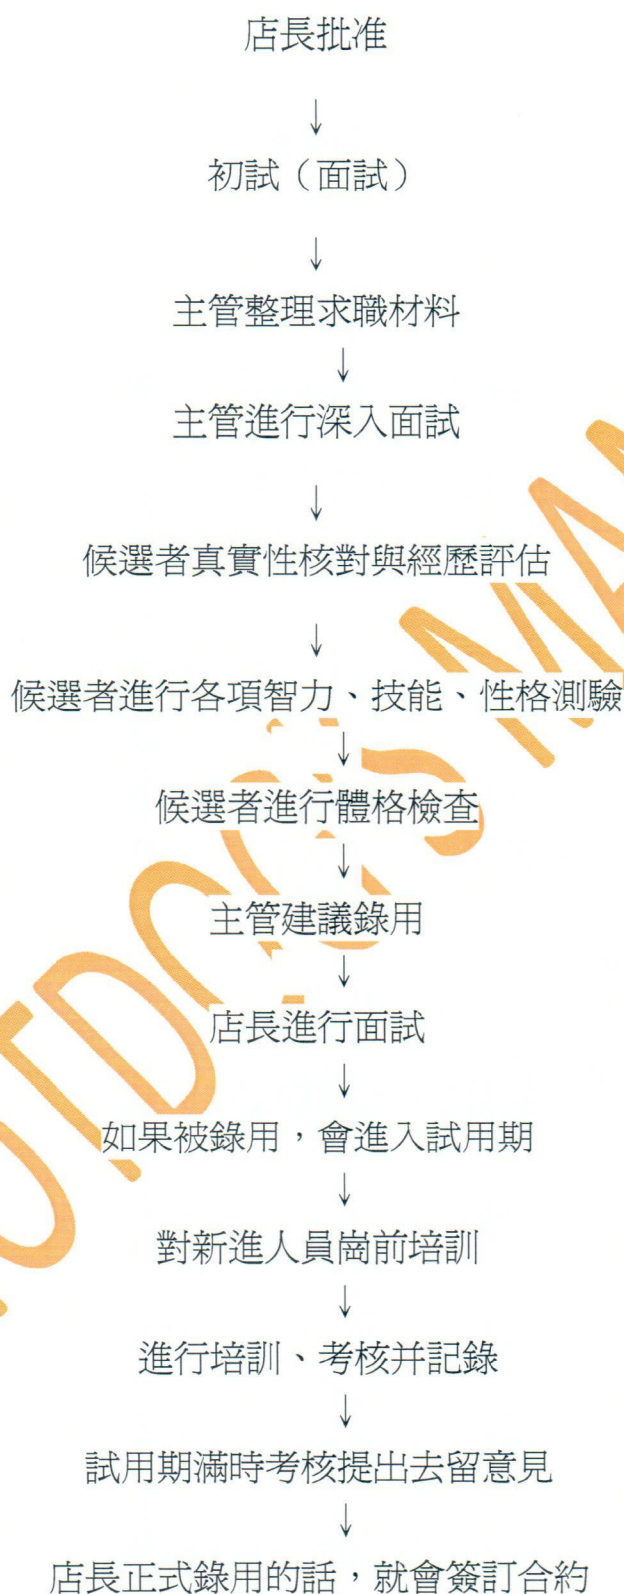 店長批准
↓
初試（面試）
↓
主管整理求職材料
↓
主管進行深入面試
↓
候選者真實性核對與經歷評估
↓
候選者進行各項智力、技能、性格測驗
↓
候選者進行體格檢查
↓
主管建議錄用
↓
店長進行面試
↓
如果被錄用，會進入試用期
↓
對新進人員崗前培訓
↓
進行培訓、考核并記錄
↓
試用期滿時考核提出去留意見
↓
店長正式錄用的話，就會簽訂合約